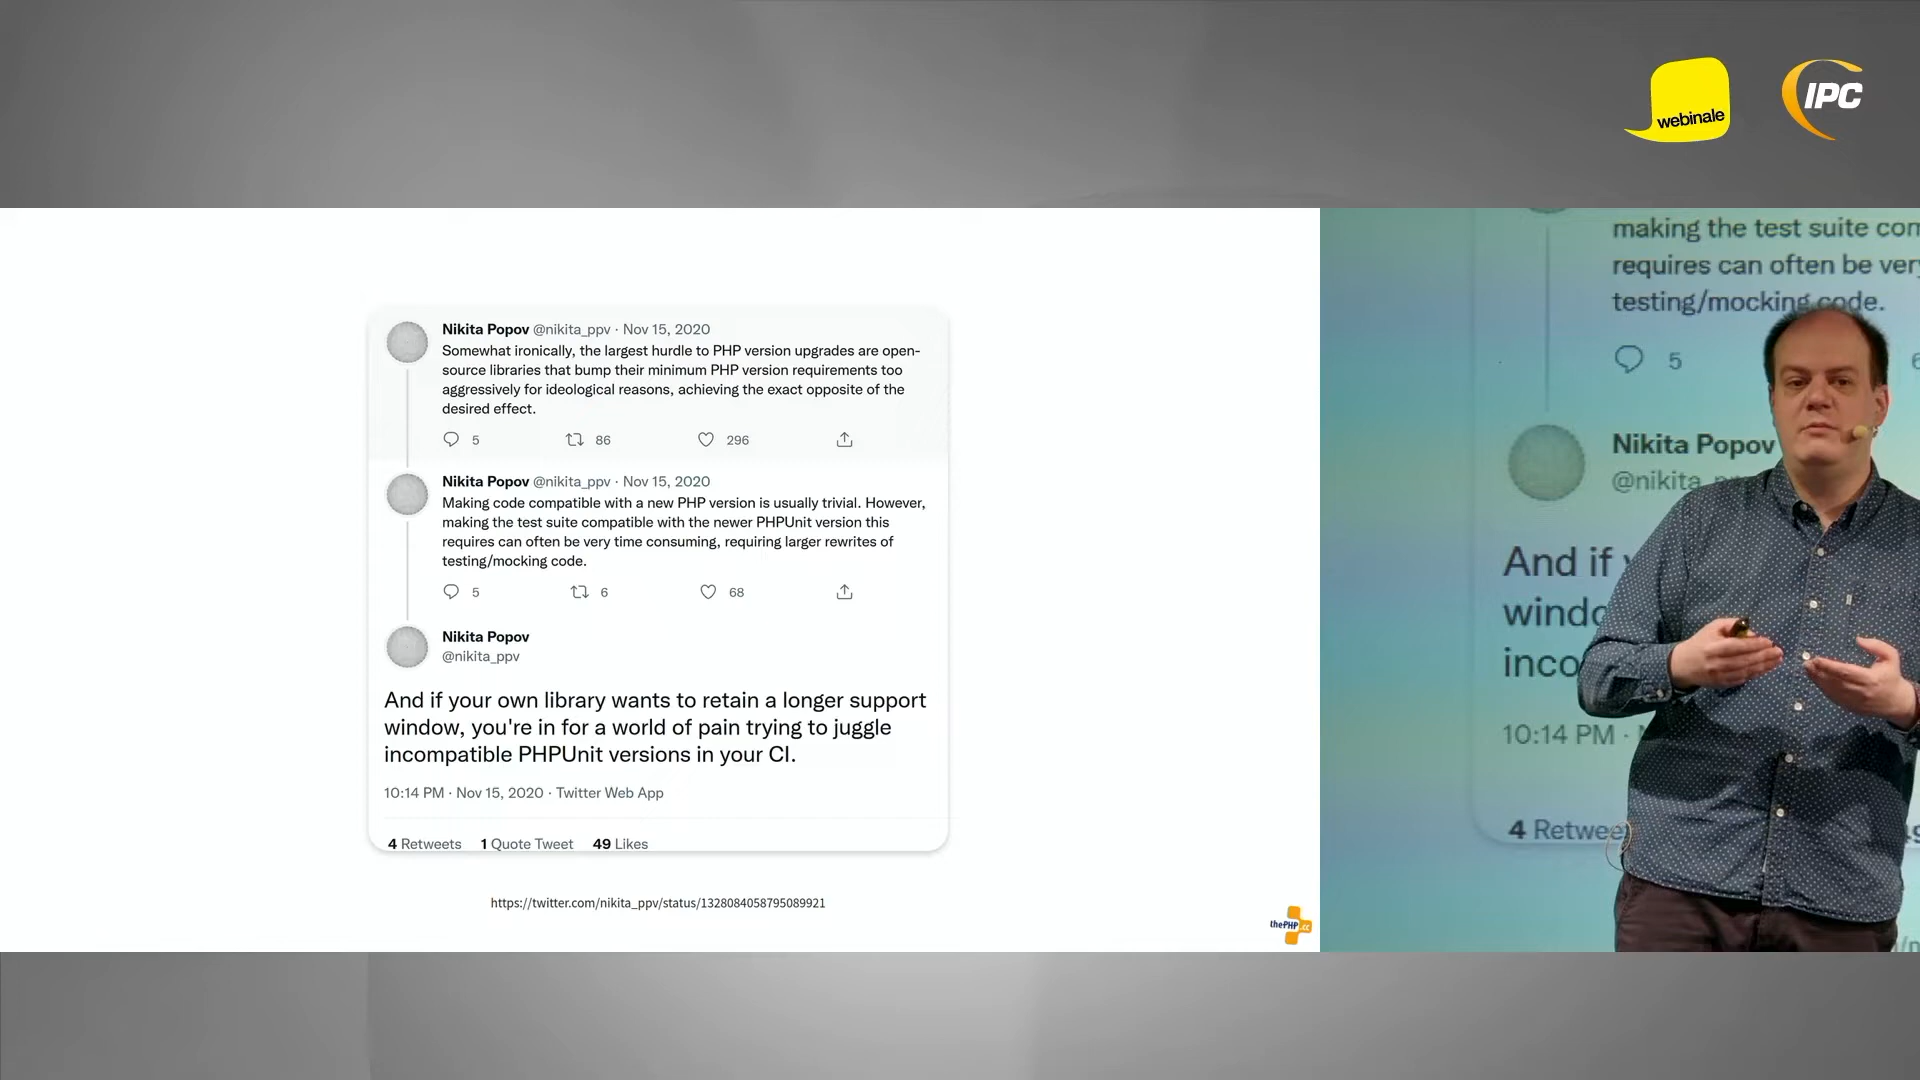 webinale
IPC
Nikita Popov @nikita_ppv · Nov 15, 2020
Somewhat ironically, the largest hurdle to PHP version upgrades are open-
source libraries that bump their minimum PHP version requirements too
aggressively for ideological reasons, achieving the exact opposite of the
desired effect.
5 86 296
Nikita Popov @nikita_ppv · Nov 15, 2020
Making code compatible with a new PHP version is usually trivial. However,
making the test suite compatible with the newer PHPUnit version this
requires can often be very time consuming, requiring larger rewrites of
testing/mocking code.
5 6 68
Nikita Popov
@nikita_ppv
And if your own library wants to retain a longer support
window, you're in for a world of pain trying to juggle
incompatible PHPUnit versions in your CI.
10:14 PM · Nov 15, 2020 · Twitter Web App
4 Retweets 1 Quote Tweet 49 Likes
https://twitter.com/nikita_ppv/status/1328084058795089921
thePHP.cc
making the test suite
requires can often be
testing/mocking code.
5
Nikita Popov
@nikita
And if
10:14 PM ·
4